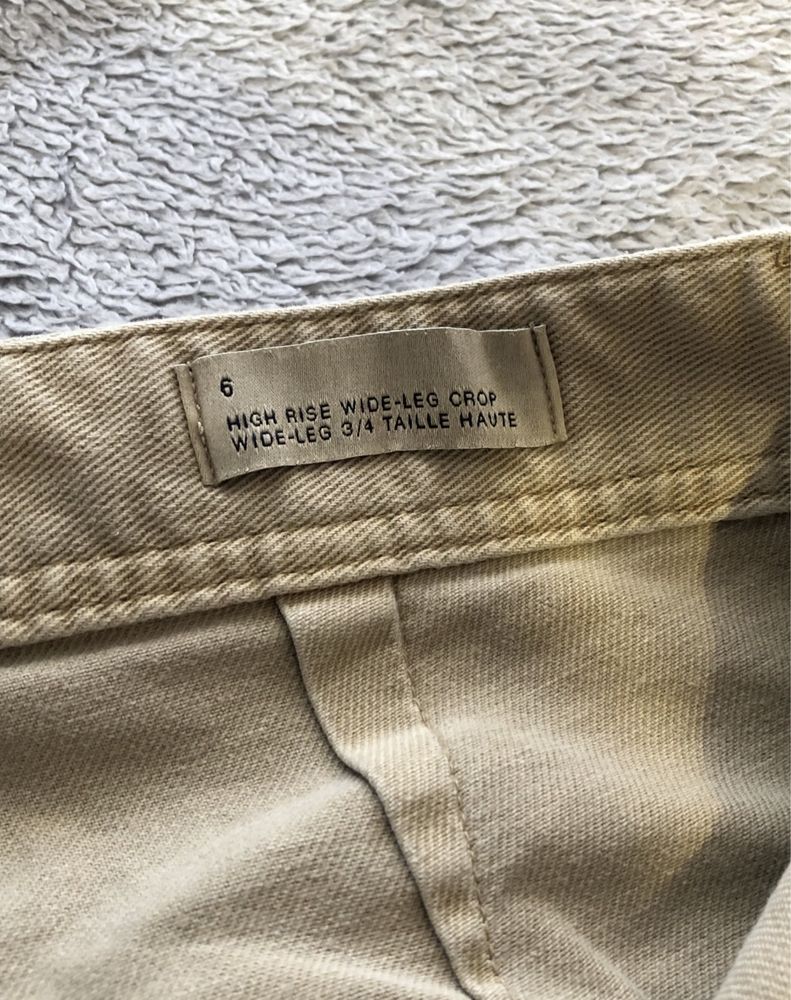 6
HIGH RISE WIDE-LEG CROP
WIDE-LEG 3/4 TAILLE HAUTE